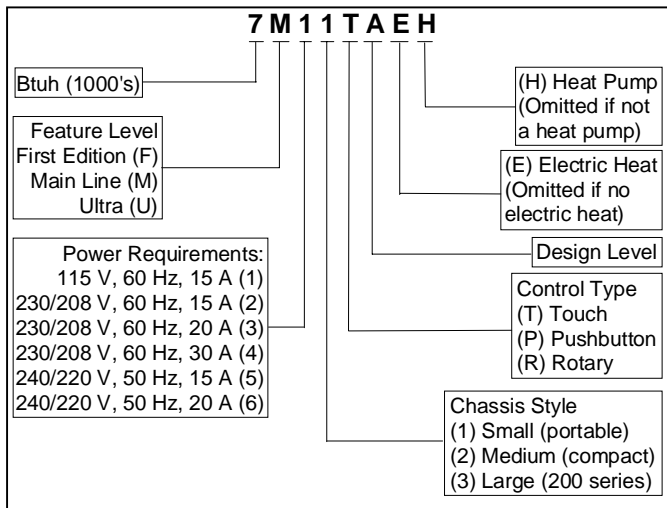 7 M 1 1 T A E H
Btuh (1000's)
Feature Level
First Edition (F)
Main Line (M)
Ultra (U)
Power Requirements:
115 V, 60 Hz, 15 A (1)
230/208 V, 60 Hz, 15 A (2)
230/208 V, 60 Hz, 20 A (3)
230/208 V, 60 Hz, 30 A (4)
240/220 V, 50 Hz, 15 A (5)
240/220 V, 50 Hz, 20 A (6)
(H) Heat Pump
(Omitted if not
a heat pump)
(E) Electric Heat
(Omitted if no
electric heat)
Design Level
Control Type
(T) Touch
(P) Pushbutton
(R) Rotary
Chassis Style
(1) Small (portable)
(2) Medium (compact)
(3) Large (200 series)